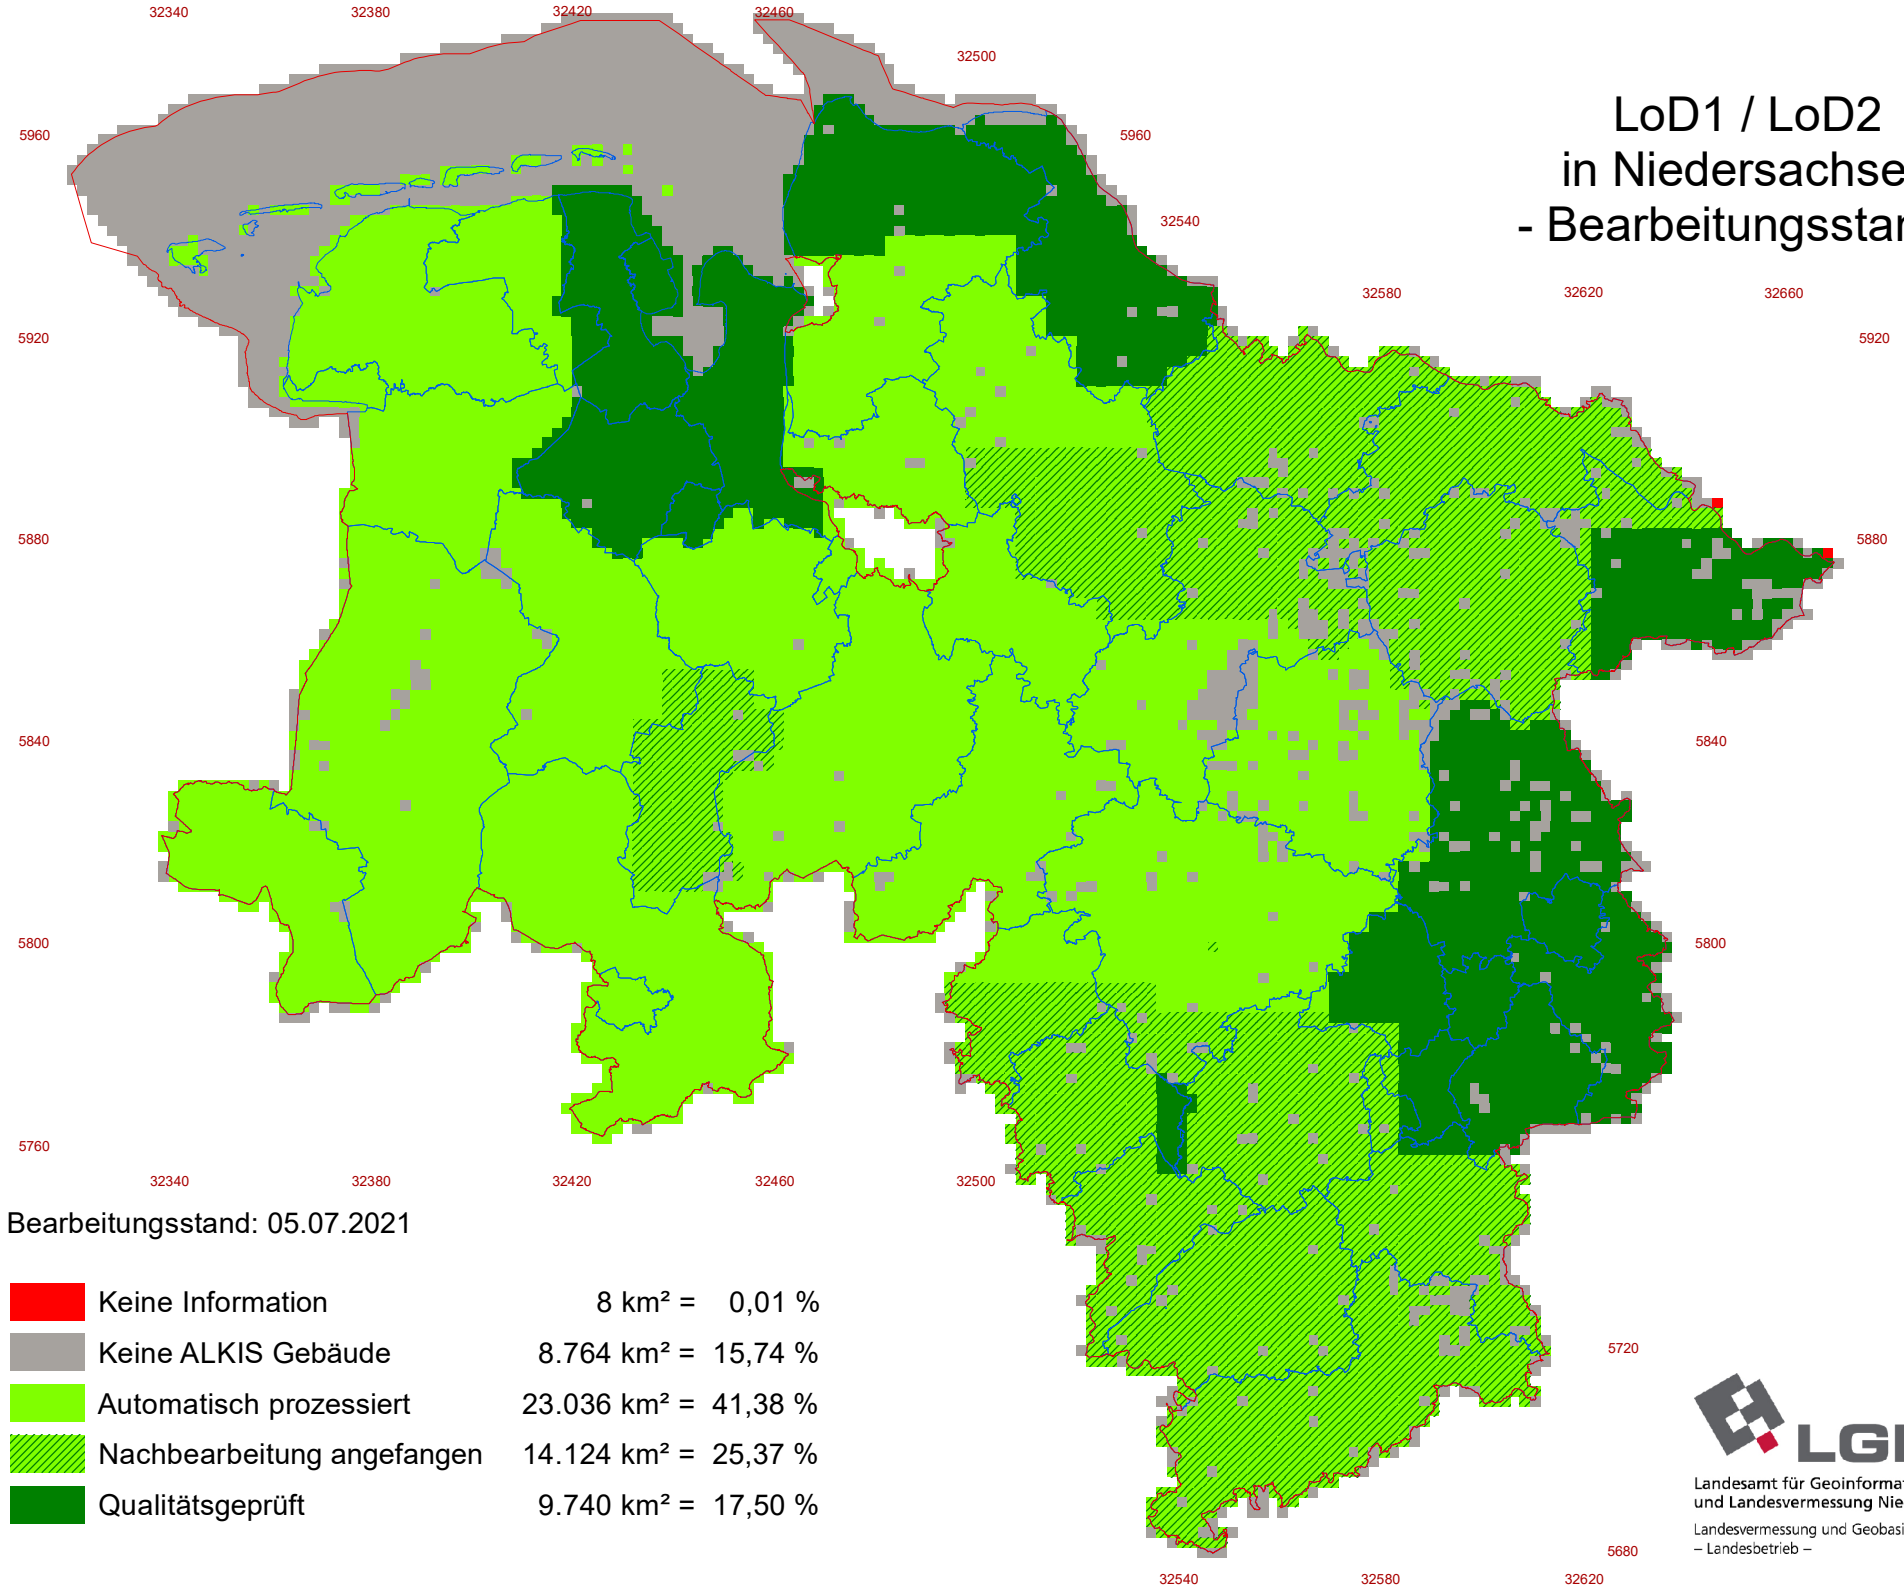 32340 32380 32420 32460
32500
5960 5960
32540
LoD1 / LoD2
in Niedersachse
- Bearbeitungsstan
32580 32620 32660
5920 5920
5880 5880
5840 5840
5800 5800
5760
32340 32380 32420 32460 32500
Bearbeitungsstand: 05.07.2021
Keine Information 8 km² = 0,01 %
Keine ALKIS Gebäude 8.764 km² = 15,74 %
Automatisch prozessiert 23.036 km² = 41,38 %
Nachbearbeitung angefangen 14.124 km² = 25,37 %
Qualitätsgeprüft 9.740 km² = 17,50 %
5720
LGL
Landesamt für Geoinformat
und Landesvermessung Nie
Landesvermessung und Geobasi
– Landesbetrieb –
5680
32540 32580 32620